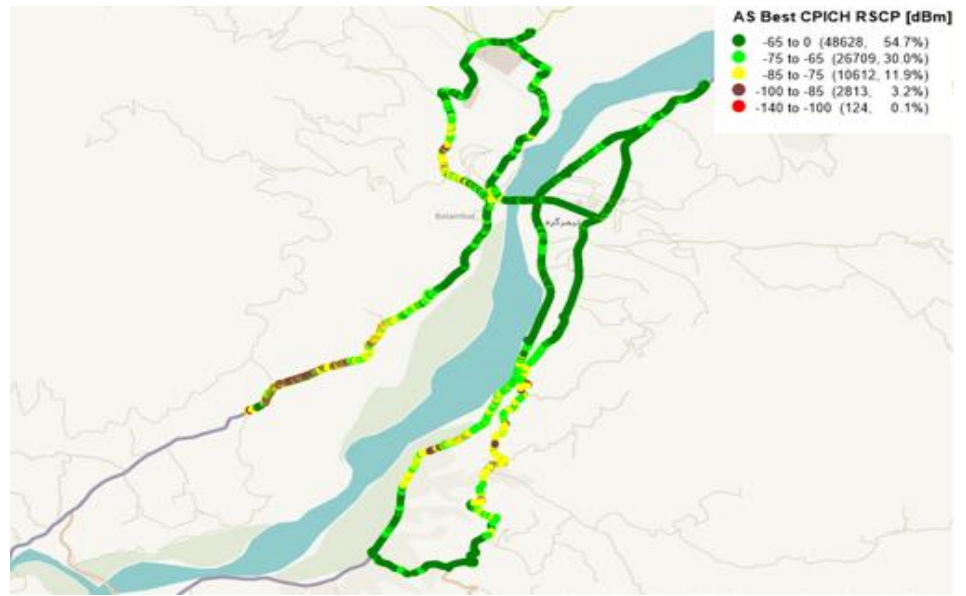 AS Best CPICH RSCP [dBm]
-65 to 0 (48628, 54.7%)
-75 to -65 (26709, 30.0%)
-85 to -75 (10612, 11.9%)
-100 to -85 (2813, 3.2%)
-140 to -100 (124, 0.1%)